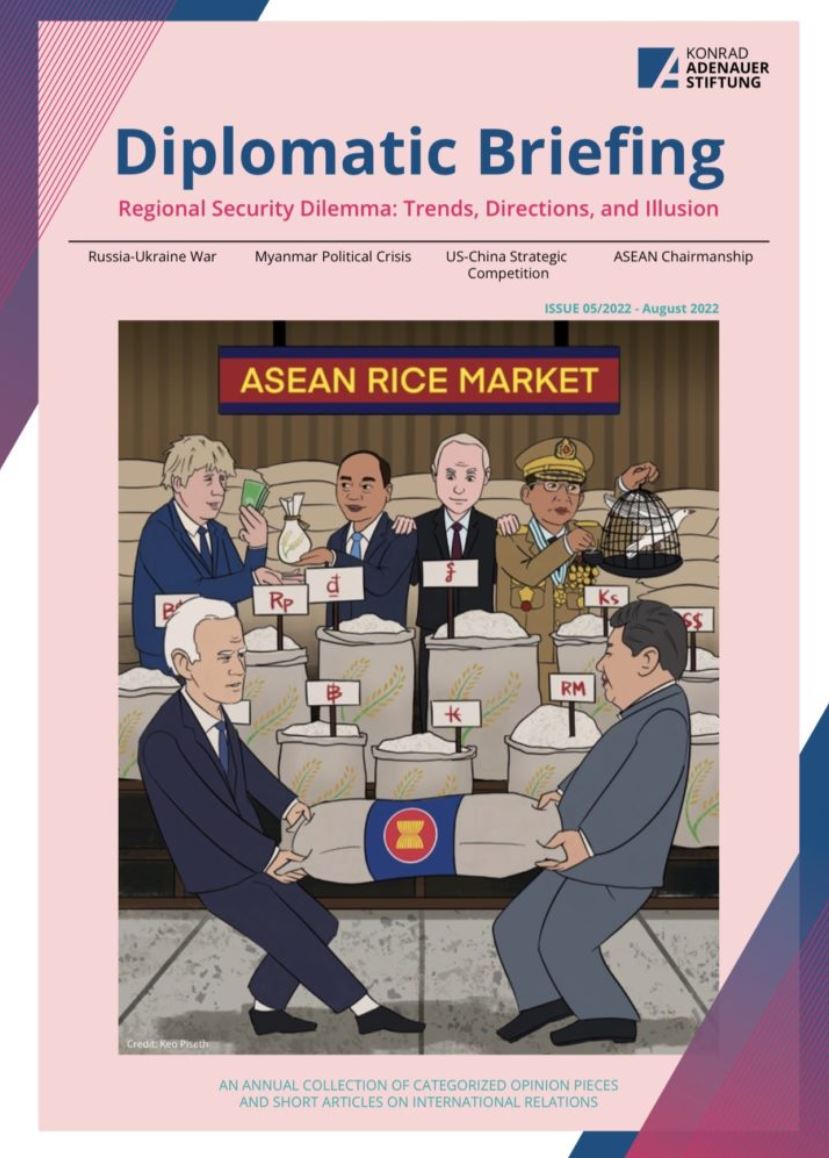 KONRAD
ADENAUER
STIFTUNG
Diplomatic Briefing
Regional Security Dilemma: Trends, Directions, and Illusion
Russia-Ukraine War
Myanmar Political Crisis
US-China Strategic
Competition
ASEAN Chairmanship
ISSUE 05/2022 - August 2022
ASEAN RICE MARKET
B$
Rp
₫
Ks
S$
฿
₭
RM
Credit: Keo Piseth
AN ANNUAL COLLECTION OF CATEGORIZED OPINION PIECES
AND SHORT ARTICLES ON INTERNATIONAL RELATIONS